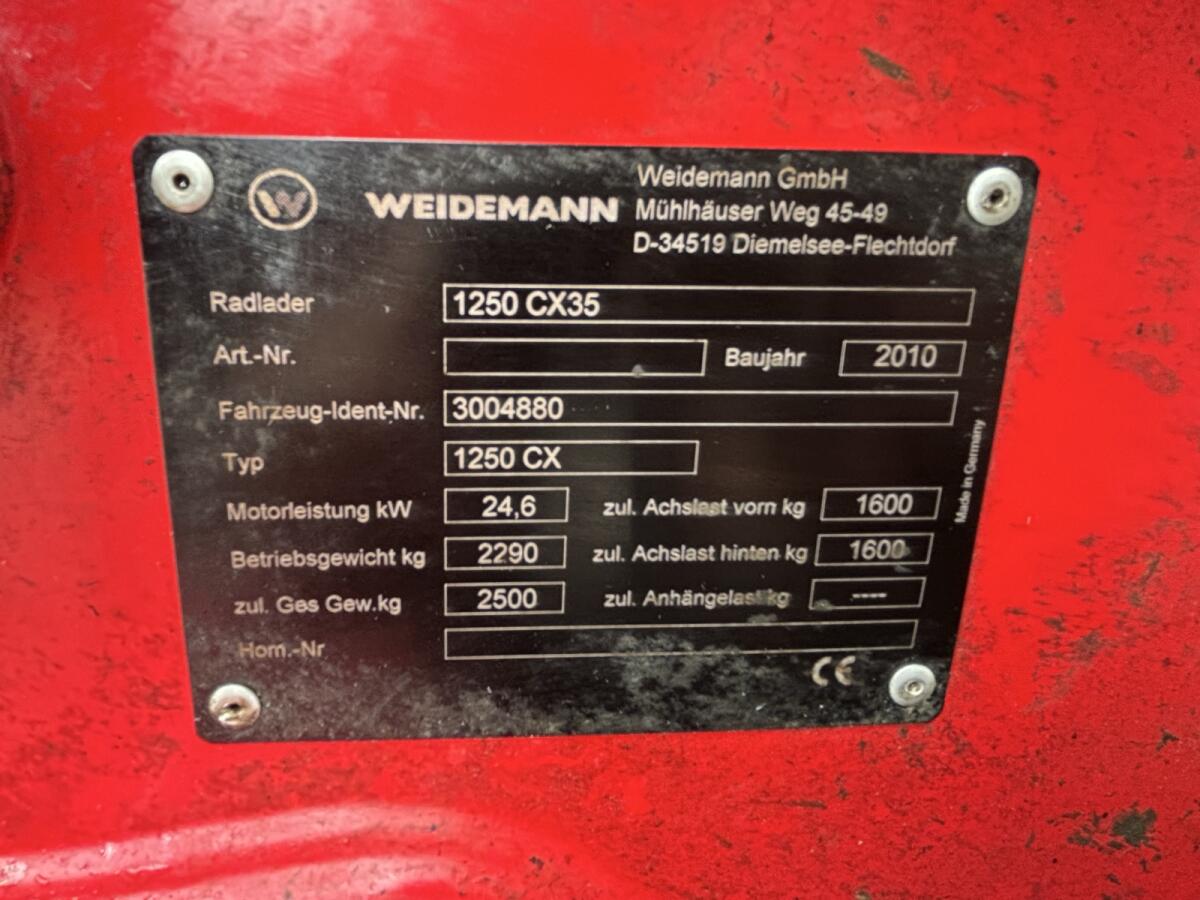 W WEIDEMANN
Weidemann GmbH
Mühlhäuser Weg 45-49
D-34519 Diemelsee-Flechtdorf
Radlader 1250 CX35
Art.-Nr. Baujahr 2010
Fahrzeug-Ident-Nr. 3004880
Typ 1250 CX
Motorleistung kW 24,6 zul. Achslast vorn kg 1600
Betriebsgewicht kg 2290 zul. Achslast hinten kg 1600
zul. Ges Gew.kg 2500 zul. Anhängelast kg ----
Hom.-Nr
CE
Made in Germany